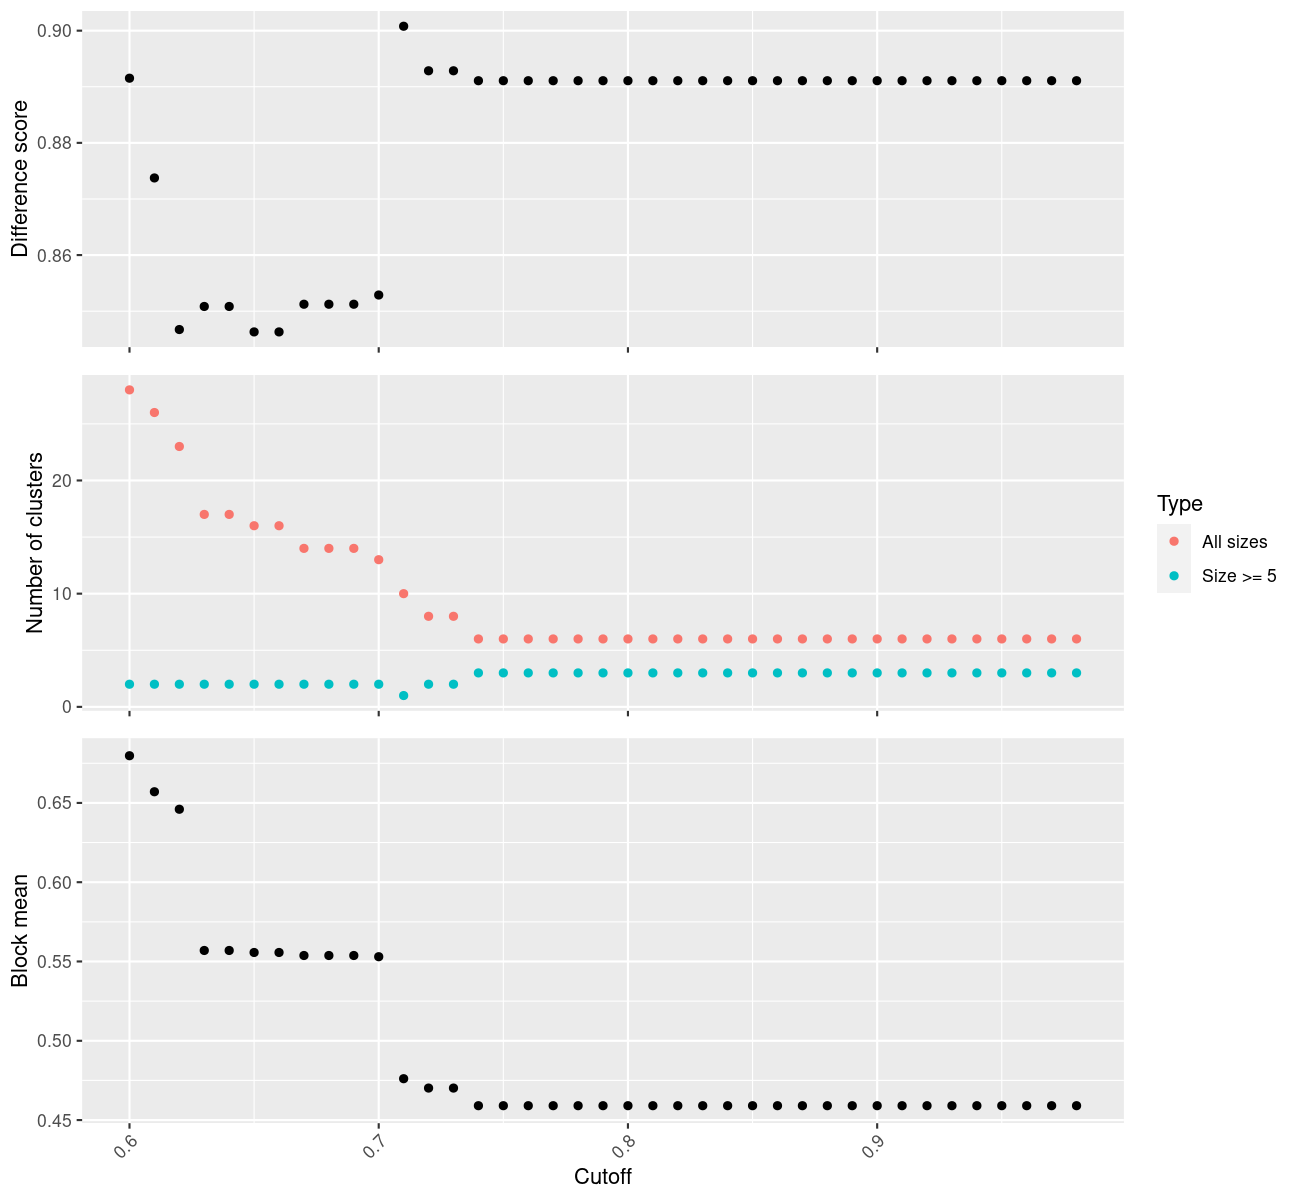 0.90
0.88
0.86
Difference score
20
10
0
Number of clusters
Type
All sizes
Size >= 5
0.65
0.60
0.55
0.50
0.45
Block mean
0.6
0.7
0.8
0.9
Cutoff